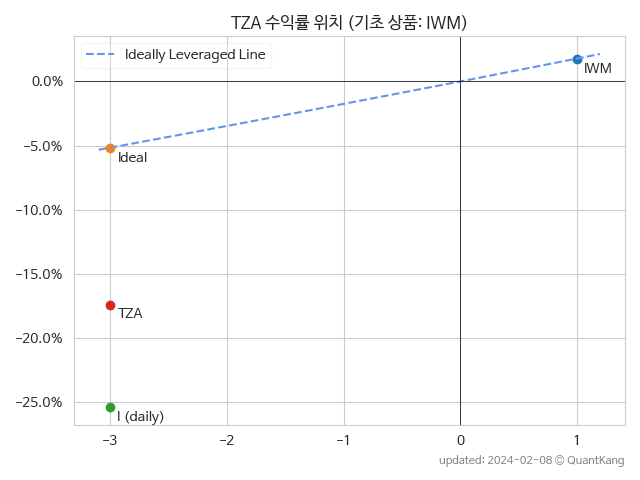 TZA 수익률 위치 (기초 상품: IWM)
Ideally Leveraged Line
0.0%
IWM
−5.0%
Ideal
−10.0%
−15.0%
TZA
−20.0%
−25.0%
I (daily)
−3
−2
−1
0
1
updated: 2024-02-08 © QuantKang